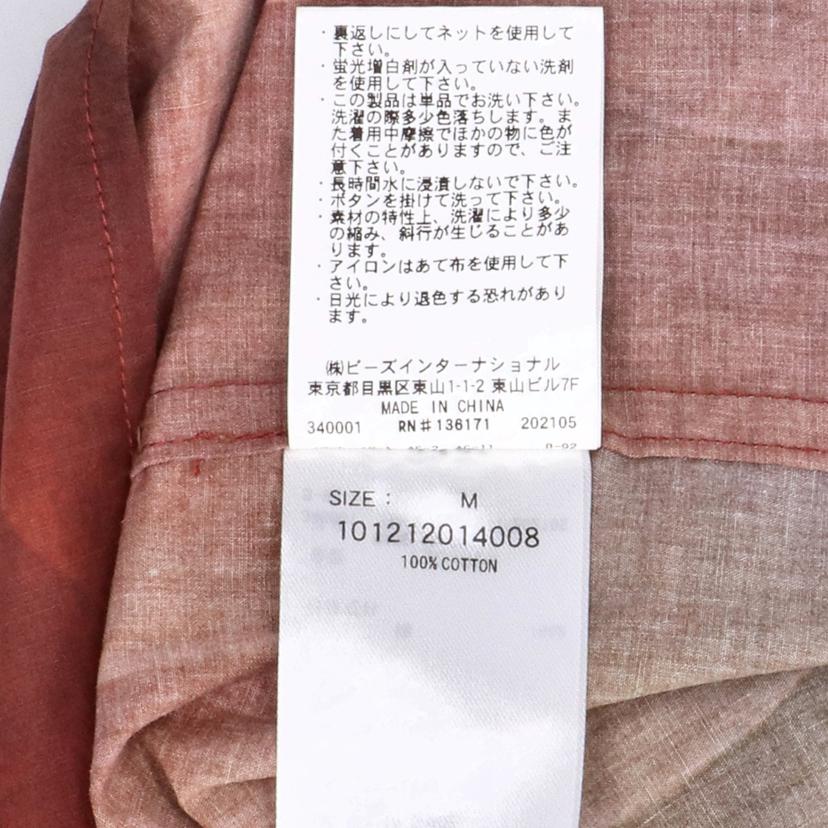 ・裏返しにしてネットを使用して
下さい。
・蛍光増白剤が入っていない洗剤
を使用して下さい。
・この製品は単品でお洗い下さい。
洗濯の際多少色落ちします。ま
た着用中摩擦でほかの物に色が
付くことがありますので、ご注
意下さい。
・長時間水に浸漬しないで下さい。
・ボタンを掛けて洗って下さい。
・素材の特性上、洗濯により多少
の縮み、斜行が生じることがあ
ります。
・アイロンはあて布を使用して下
さい。
・日光により退色する恐れがあり
ます。
㈱ビーズインターナショナル
東京都目黒区東山1-1-2 東山ビル7F
MADE IN CHINA
340001 RN#136171 202105
SIZE : M
101212014008
100% COTTON